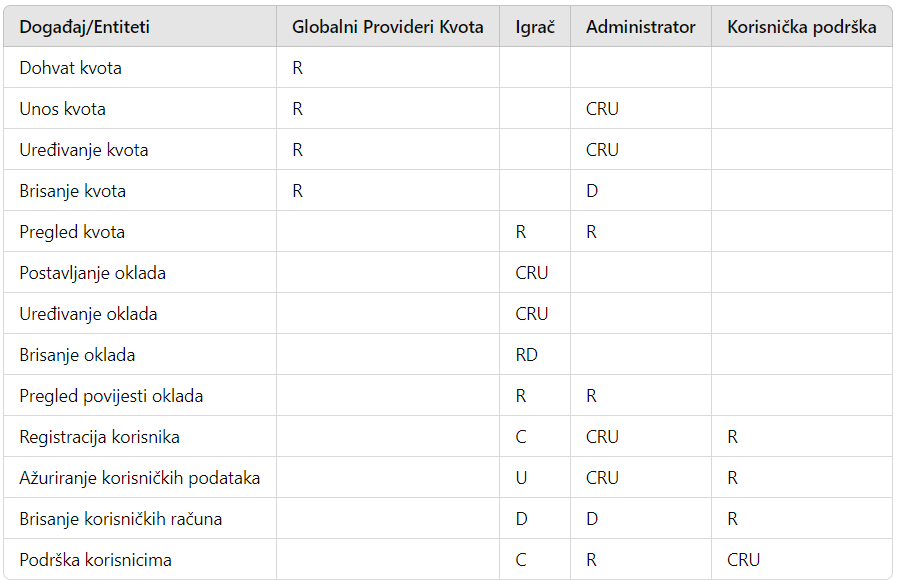 Događaj/Entiteti Globalni Provideri Kvota Igrač Administrator Korisnička podrška
Dohvat kvota R
Unos kvota R CRU
Uređivanje kvota R CRU
Brisanje kvota R D
Pregled kvota R R
Postavljanje oklada CRU
Uređivanje oklada CRU
Brisanje oklada RD
Pregled povijesti oklada R R
Registracija korisnika C CRU R
Ažuriranje korisničkih podataka U CRU R
Brisanje korisničkih računa D D R
Podrška korisnicima C R CRU